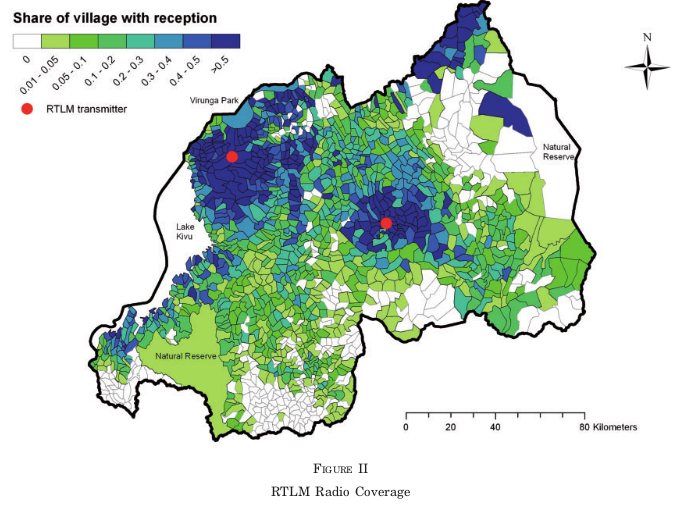 Share of village with reception
0
0.01 - 0.05
0.05 - 0.1
0.1 - 0.2
0.2 - 0.3
0.3 - 0.4
0.4 - 0.5
>0.5
RTLM transmitter
N
Virunga Park
Natural
Reserve
Lake
Kivu
Natural Reserve
0 20 40 60 80 Kilometers
FIGURE II
RTLM Radio Coverage